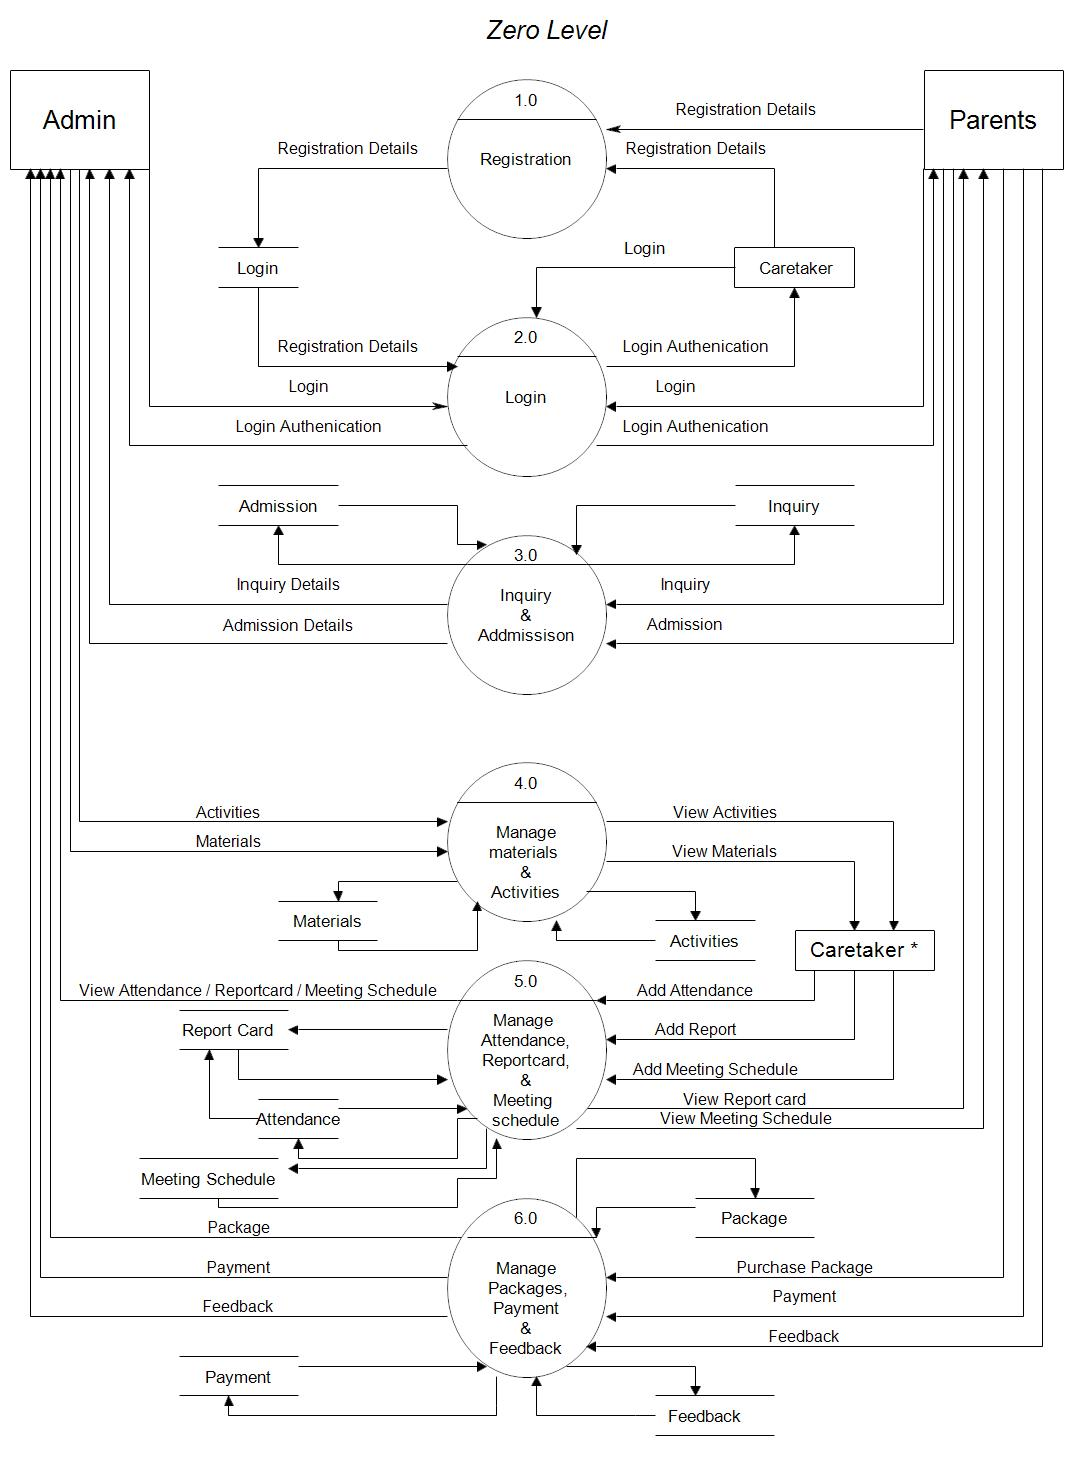 Zero Level
Admin
1.0
Registration
Parents
Registration Details
Registration Details
Registration Details
Login
Login
Caretaker
2.0
Login
Registration Details
Login Authenication
Login
Login
Login Authenication
Login Authenication
Admission
Inquiry
3.0
Inquiry
&
Addmissison
Inquiry Details
Inquiry
Admission Details
Admission
4.0
Manage
materials
&
Activities
Activities
View Activities
Materials
View Materials
Materials
Activities
Caretaker *
5.0
Manage
Attendance,
Reportcard,
&
Meeting
schedule
View Attendance / Reportcard / Meeting Schedule
Add Attendance
Report Card
Add Report
Add Meeting Schedule
View Report card
Attendance
View Meeting Schedule
Meeting Schedule
6.0
Manage
Packages,
Payment
&
Feedback
Package
Package
Payment
Purchase Package
Payment
Feedback
Feedback
Payment
Feedback